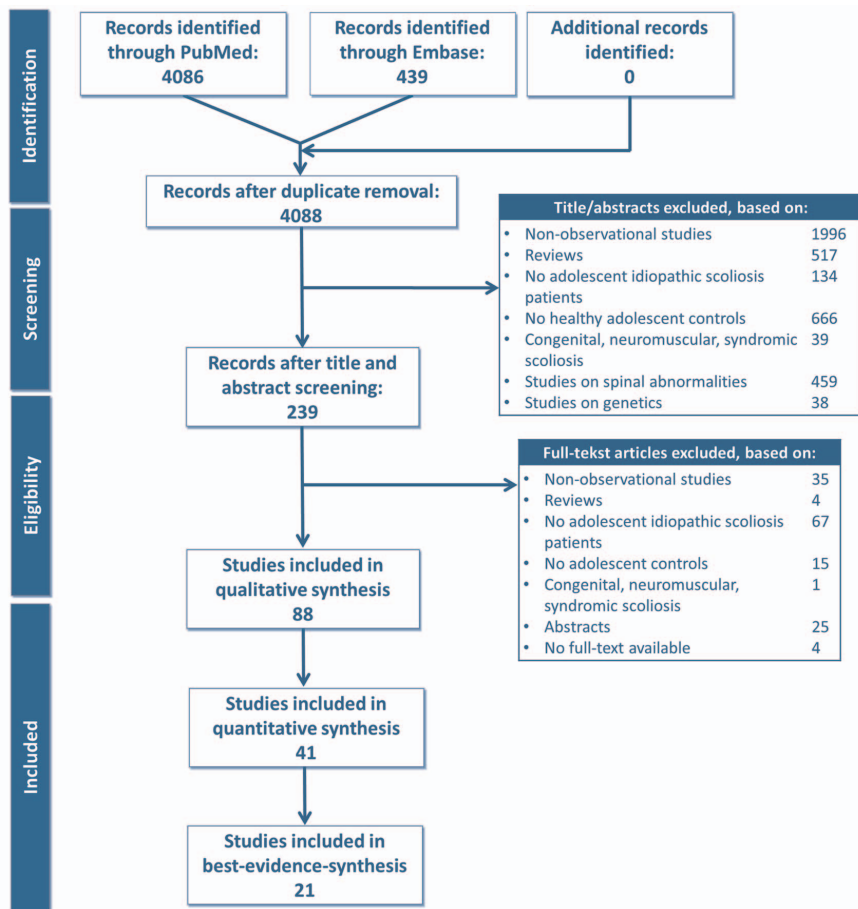 Identification
Records identified
through PubMed:
4086
Records identified
through Embase:
439
Additional records
identified:
0
Records after duplicate removal:
4088
Screening
Title/abstracts excluded, based on:
• Non-observational studies 1996
• Reviews 517
• No adolescent idiopathic scoliosis 134
patients
• No healthy adolescent controls 666
• Congenital, neuromuscular, syndromic 39
scoliosis
• Studies on spinal abnormalities 459
• Studies on genetics 38
Records after title and
abstract screening:
239
Eligibility
Full-tekst articles excluded, based on:
• Non-observational studies 35
• Reviews 4
• No adolescent idiopathic scoliosis 67
patients
• No adolescent controls 15
• Congenital, neuromuscular, 1
syndromic scoliosis
• Abstracts 25
• No full-text available 4
Studies included in
qualitative synthesis
88
Included
Studies included in
quantitative synthesis
41
Studies included in
best-evidence-synthesis
21